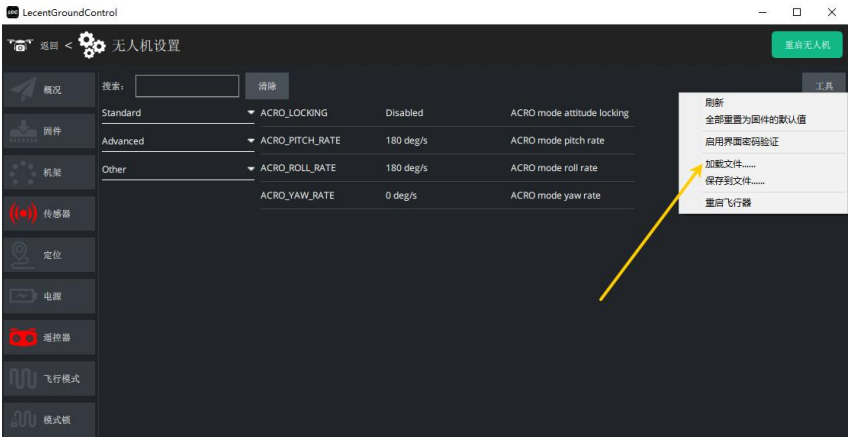 LDC LecentGroundControl
返回 < 无人机设置 重启无人机
概况
固件
机架
传感器
定位
电源
遥控器
飞行模式
模式锁
搜索： 清除 工具
Standard
Advanced
Other
ACRO_LOCKING Disabled ACRO mode attitude locking
ACRO_PITCH_RATE 180 deg/s ACRO mode pitch rate
ACRO_ROLL_RATE 180 deg/s ACRO mode roll rate
ACRO_YAW_RATE 0 deg/s ACRO mode yaw rate
刷新
全部重置为固件的默认值
启用界面密码验证
加载文件......
保存到文件......
重启飞行器